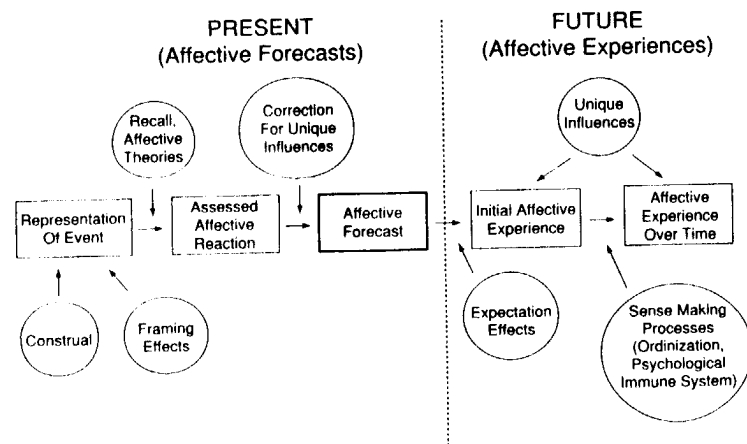 PRESENT
(Affective Forecasts)
FUTURE
(Affective Experiences)
Recall,
Affective
Theories
Correction
For Unique
Influences
Unique
Influences
Representation
Of Event
Assessed
Affective
Reaction
Affective
Forecast
Initial Affective
Experience
Affective
Experience
Over Time
Construal
Framing
Effects
Expectation
Effects
Sense Making
Processes
(Ordinization,
Psychological
Immune System)